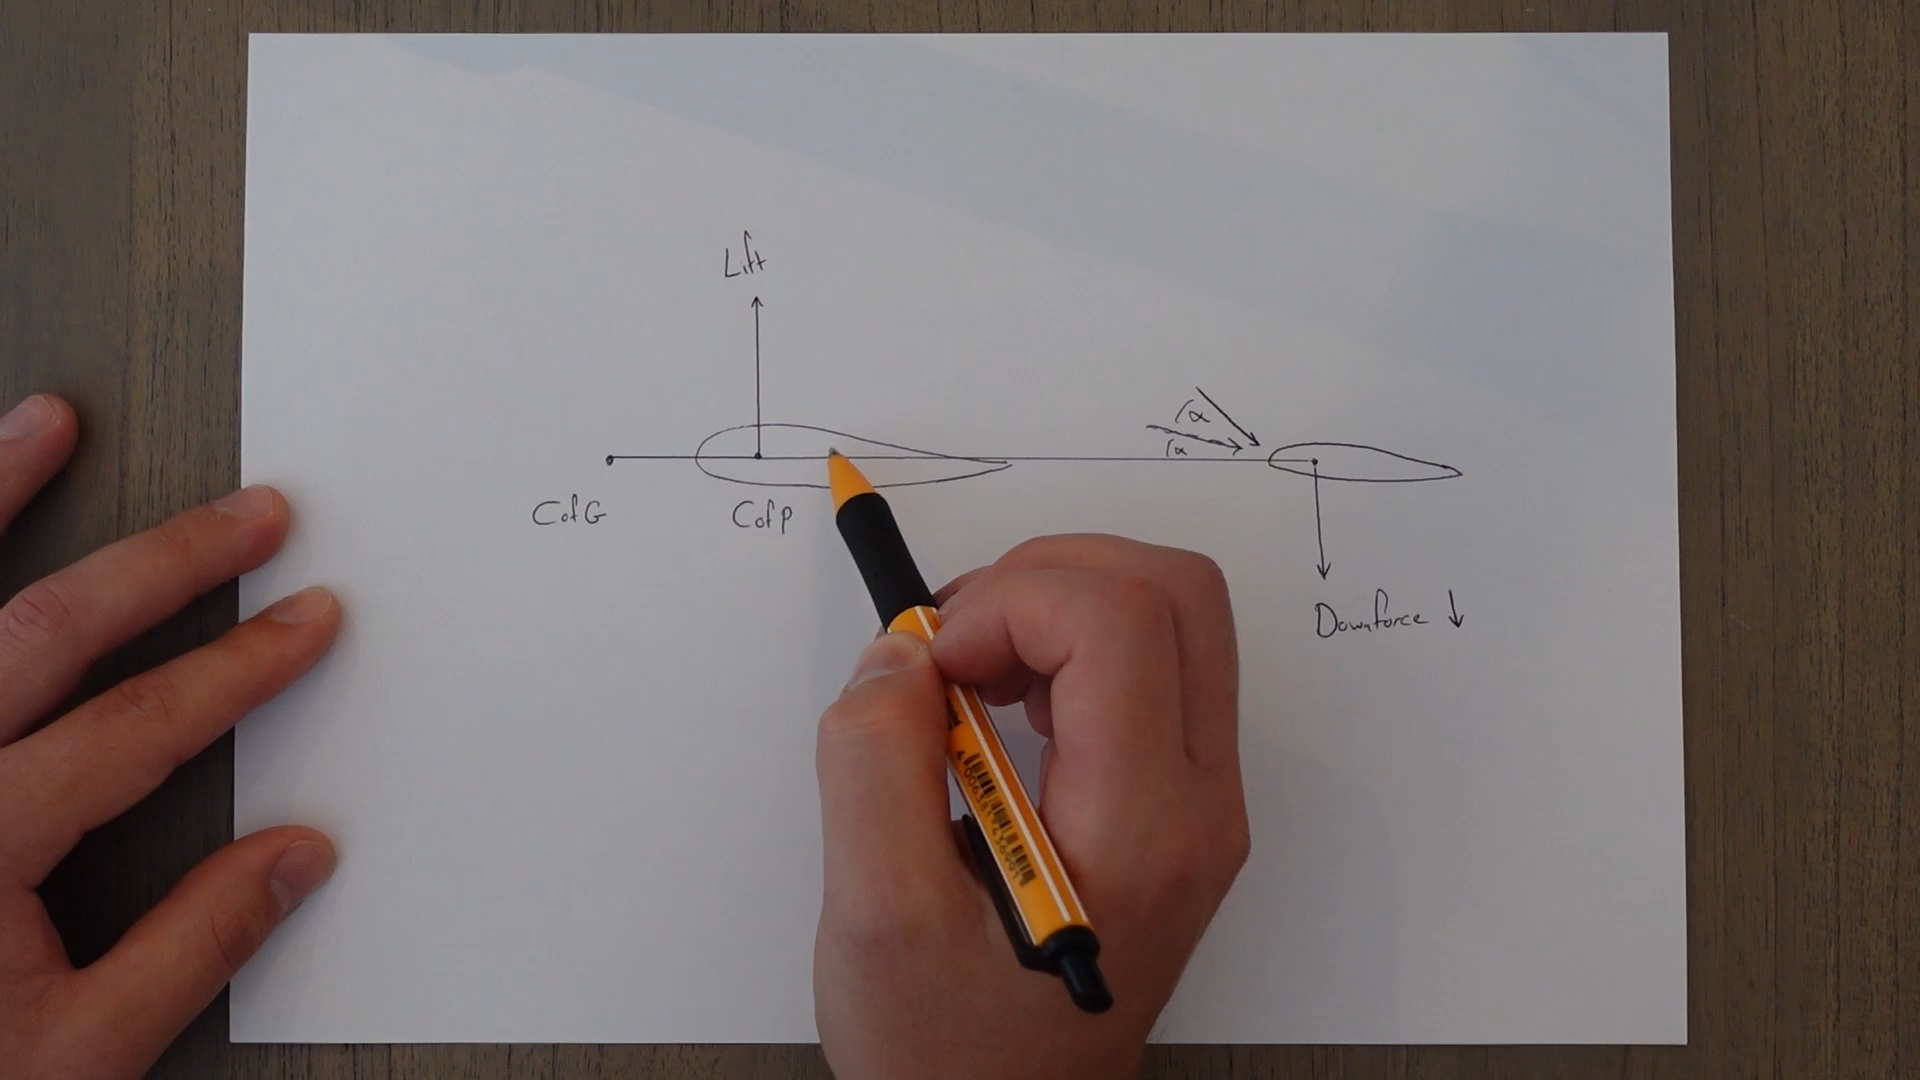 Lift
α
α
CofG
CofP
Downforce ↓